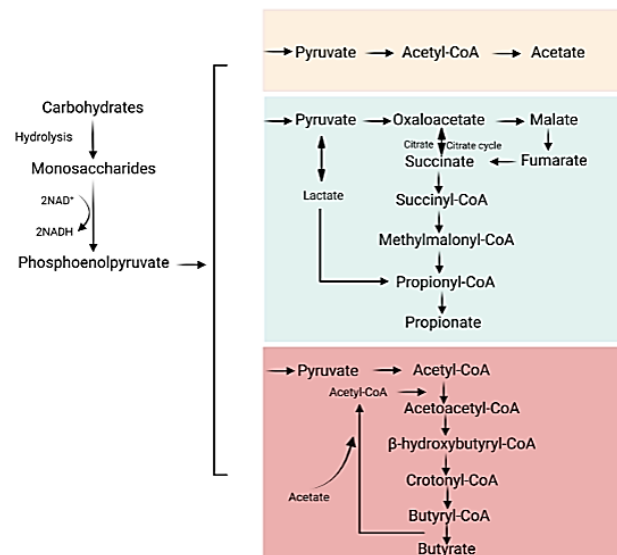 Carbohydrates
Hydrolysis
Monosaccharides
2NAD⁺
2NADH
Phosphoenolpyruvate
Pyruvate Acetyl-CoA Acetate
Pyruvate Oxaloacetate Malate
Citrate Citrate cycle
Succinate Fumarate
Lactate
Succinyl-CoA
Methylmalonyl-CoA
Propionyl-CoA
Propionate
Pyruvate Acetyl-CoA
Acetyl-CoA
Acetoacetyl-CoA
β-hydroxybutyryl-CoA
Crotonyl-CoA
Acetate
Butyryl-CoA
Butyrate